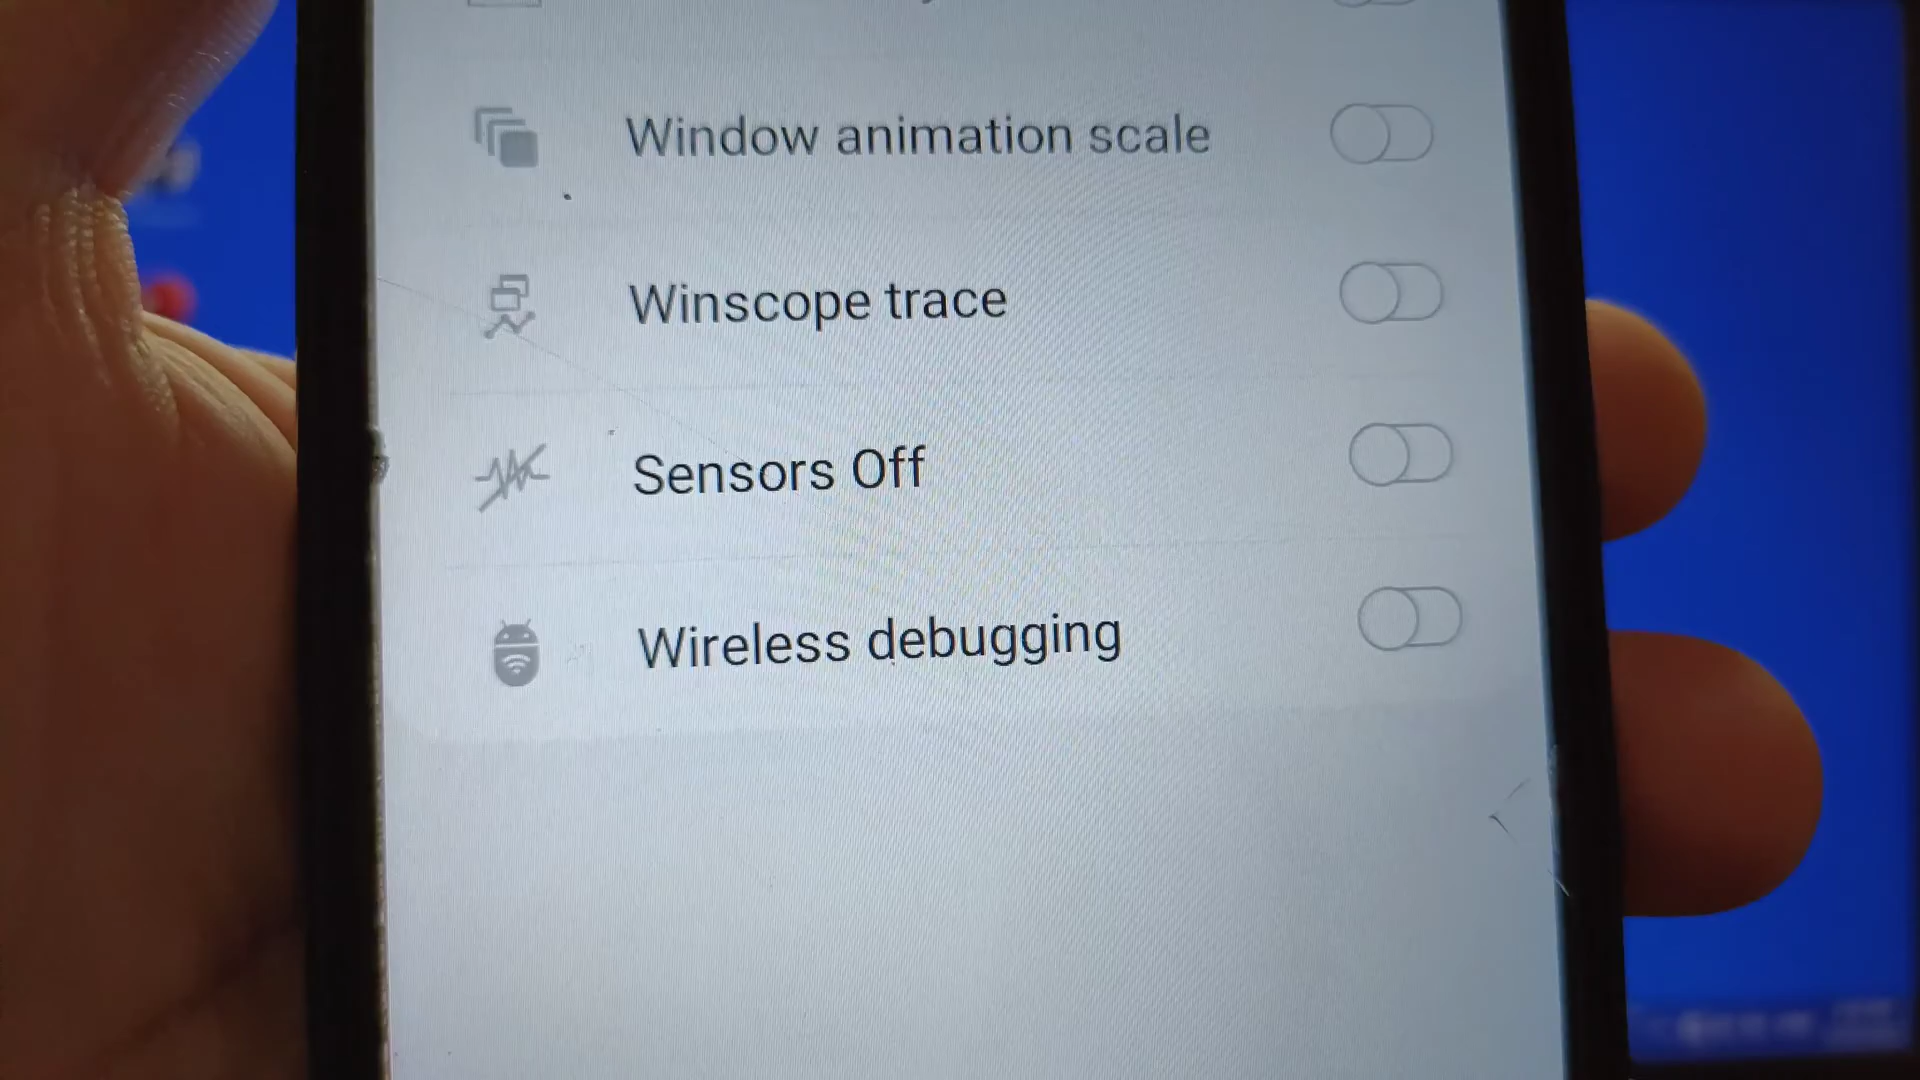 Window animation scale
Winscope trace
Sensors Off
Wireless debugging